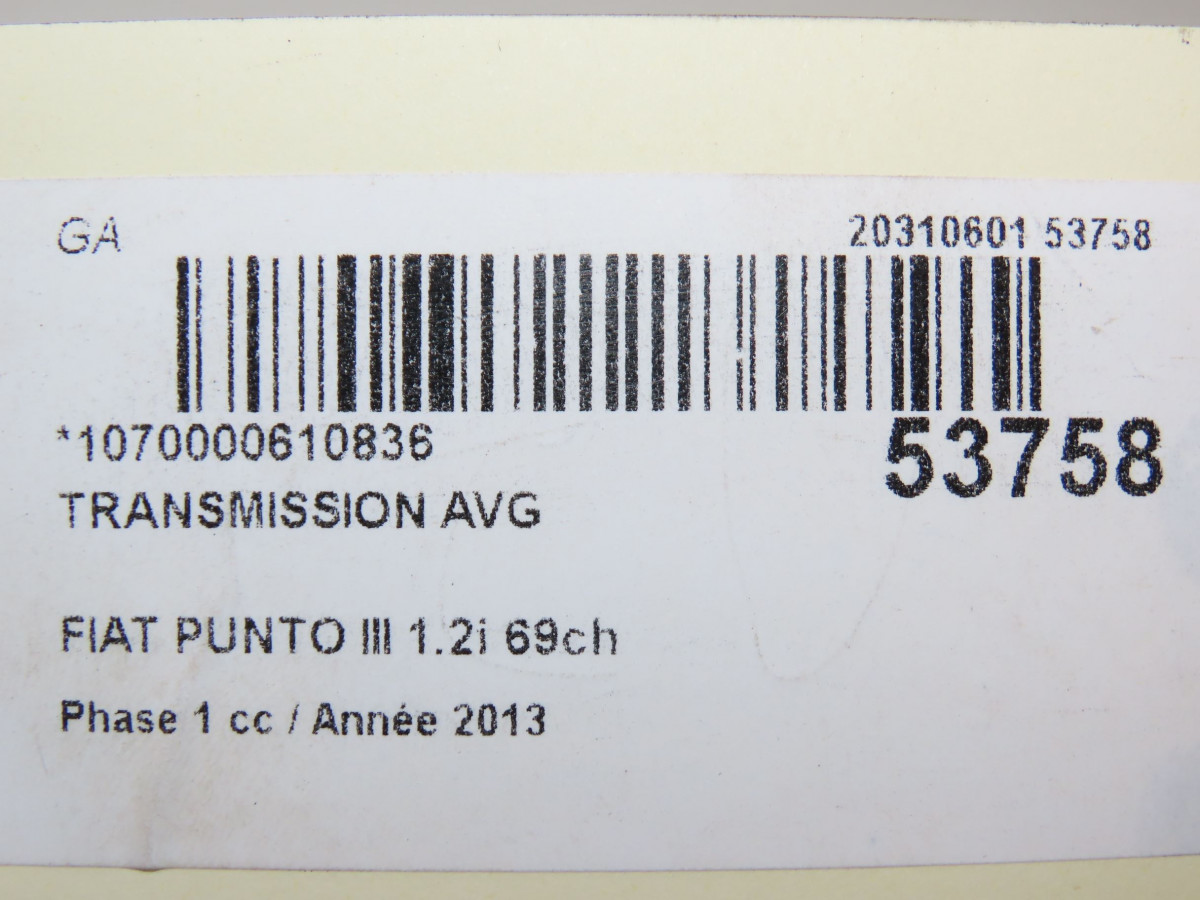 GA
20310601 53758
*1070000610836
53758
TRANSMISSION AVG
FIAT PUNTO III 1.2i 69ch
Phase 1 cc / Année 2013